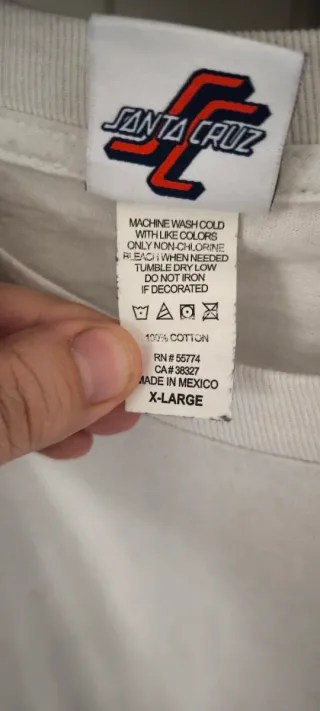 SANTA CRUZ
MACHINE WASH COLD
WITH LIKE COLORS
ONLY NON-CHLORINE
BLEACH WHEN NEEDED
TUMBLE DRY LOW
DO NOT IRON
IF DECORATED
100% COTTON
RN # 55774
CA # 38327
MADE IN MEXICO
X-LARGE